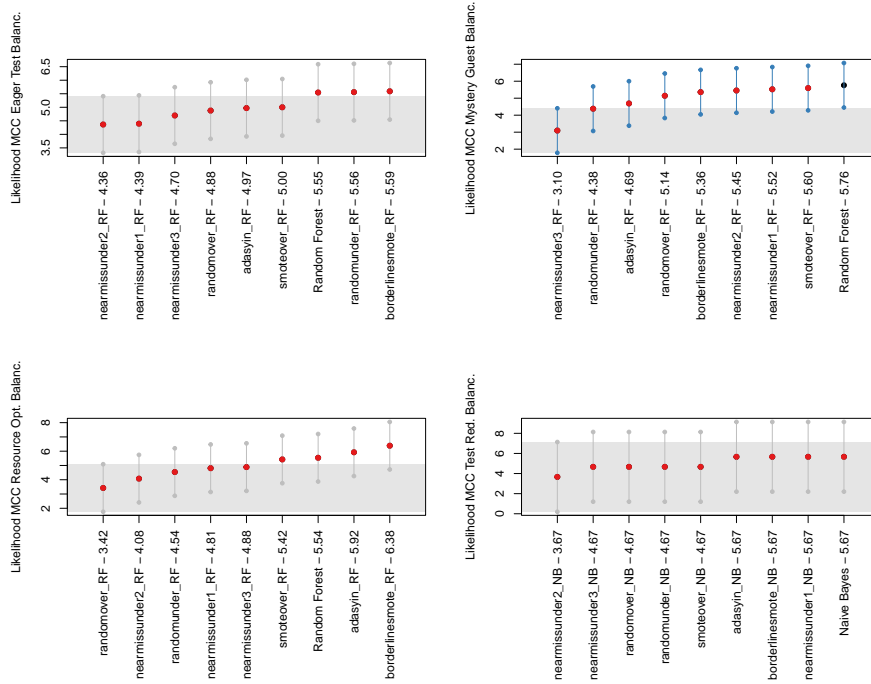 Likelihood MCC Eager Test Balanc.
3.5
5.0
6.5
nearmissunder2_RF − 4.36
nearmissunder1_RF − 4.39
nearmissunder3_RF − 4.70
randomover_RF − 4.88
adasyin_RF − 4.97
smoteover_RF − 5.00
Random Forest − 5.55
randomunder_RF − 5.56
borderlinesmote_RF − 5.59
Likelihood MCC Mystery Guest Balanc.
2
4
6
nearmissunder3_RF − 3.10
randomunder_RF − 4.38
adasyin_RF − 4.69
randomover_RF − 5.14
borderlinesmote_RF − 5.36
nearmissunder2_RF − 5.45
nearmissunder1_RF − 5.52
smoteover_RF − 5.60
Random Forest − 5.76
Likelihood MCC Resource Opt. Balanc.
2
4
6
8
randomover_RF − 3.42
nearmissunder2_RF − 4.08
randomunder_RF − 4.54
nearmissunder1_RF − 4.81
nearmissunder3_RF − 4.88
smoteover_RF − 5.42
Random Forest − 5.54
adasyin_RF − 5.92
borderlinesmote_RF − 6.38
Likelihood MCC Test Red. Balanc.
0
2
4
6
8
nearmissunder2_NB − 3.67
nearmissunder3_NB − 4.67
randomover_NB − 4.67
randomunder_NB − 4.67
smoteover_NB − 4.67
adasyin_NB − 5.67
borderlinesmote_NB − 5.67
nearmissunder1_NB − 5.67
Naive Bayes − 5.67